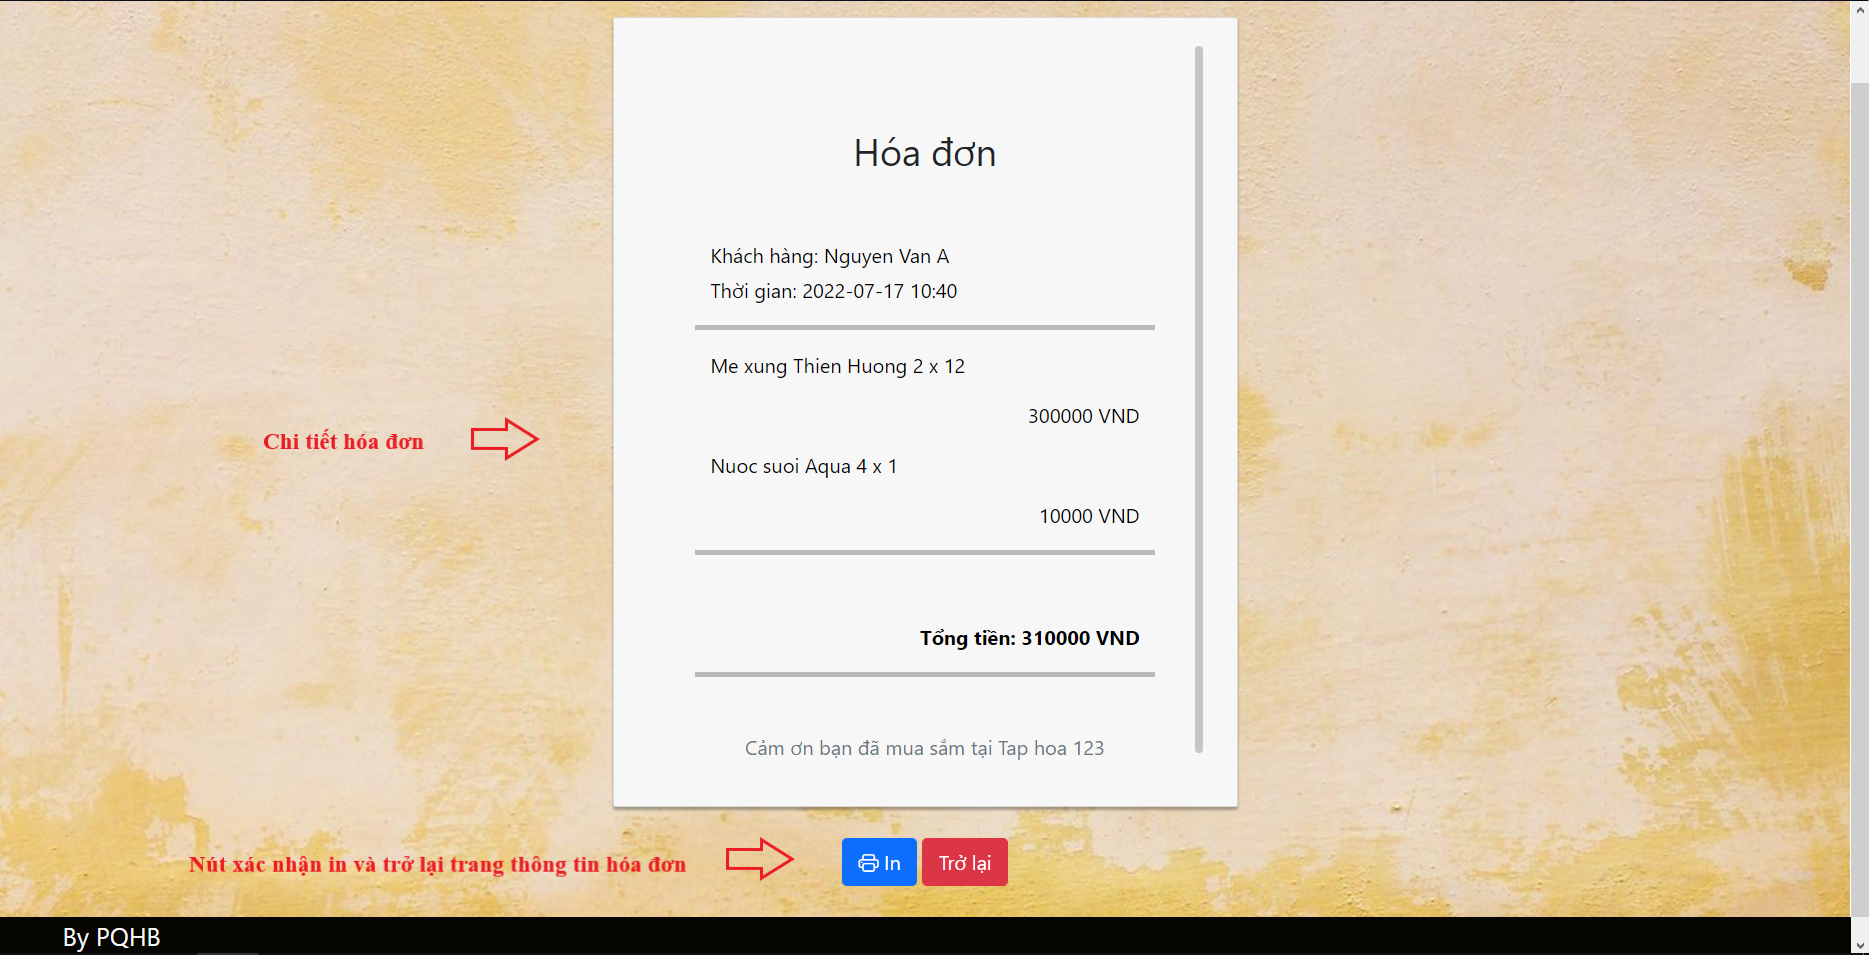 Hóa đơn
Khách hàng: Nguyen Van A
Thời gian: 2022-07-17 10:40
Me xung Thien Huong 2 x 12
300000 VND
Chi tiết hóa đơn
Nuoc suoi Aqua 4 x 1
10000 VND
Tổng tiền: 310000 VND
Cảm ơn bạn đã mua sắm tại Tap hoa 123
Nút xác nhận in và trở lại trang thông tin hóa đơn
In
Trở lại
By PQHB